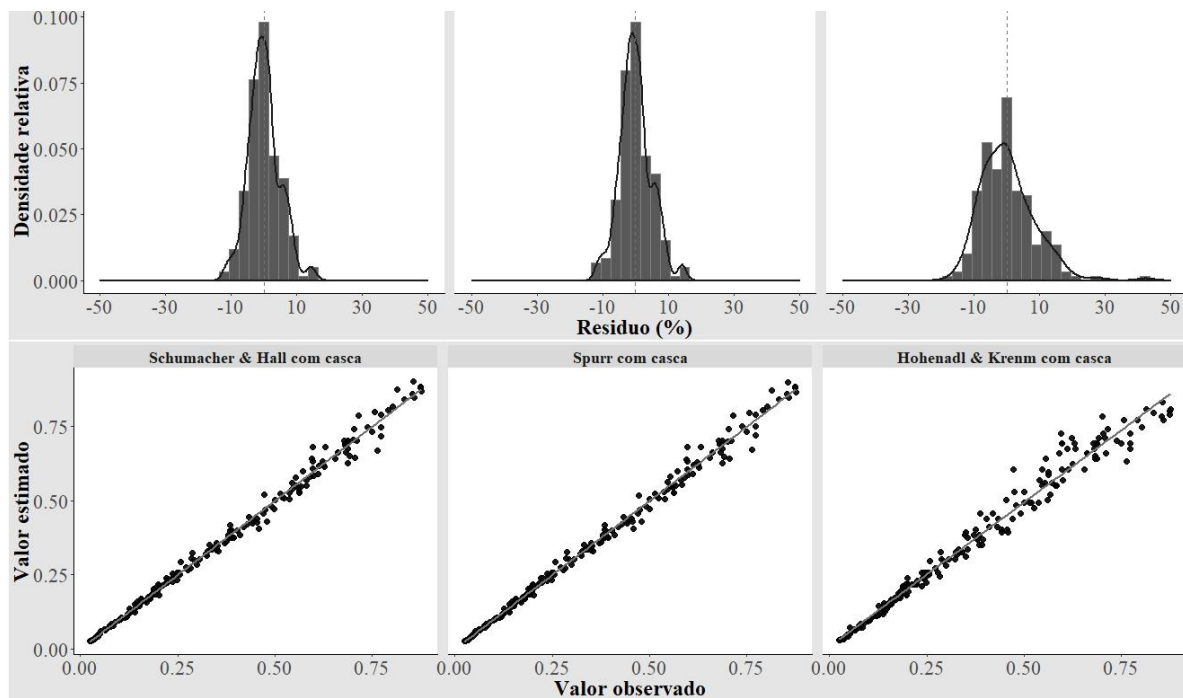 Densidade relativa
0.100
0.075
0.050
0.025
0.000
-50 -30 -10 10 30 50 -50 -30 -10 10 30 50 -50 -30 -10 10 30 50
Residuo (%)
Schumacher & Hall com casca Spurr com casca Hohenadl & Krenm com casca
Valor estimado
0.75
0.50
0.25
0.00
0.00 0.25 0.50 0.75 0.00 0.25 0.50 0.75 0.00 0.25 0.50 0.75
Valor observado